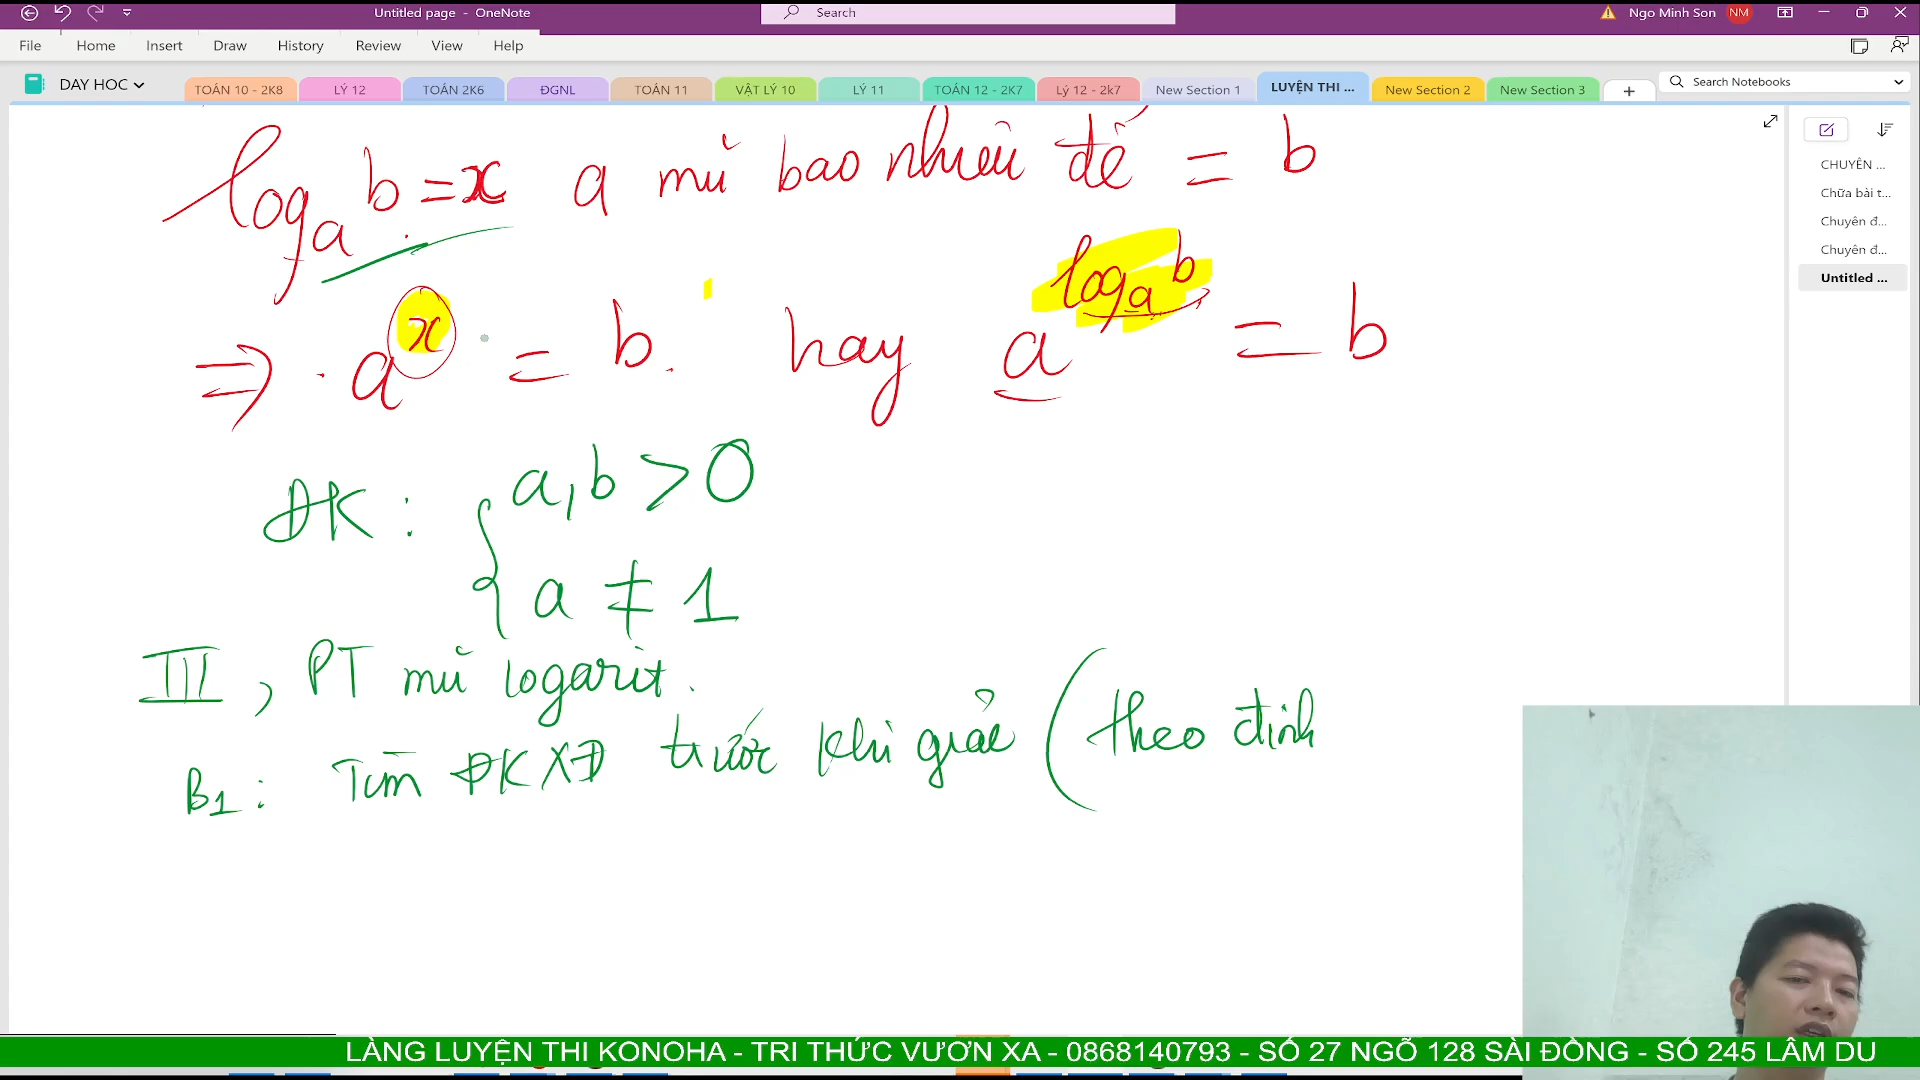 Untitled page - OneNote
Search
Ngo Minh Son
NM
File Home Insert Draw History Review View Help
DAY HOC
TOÁN 10 - 2K8
LÝ 12
TOÁN 2K6
ĐGNL
TOÁN 11
VẬT LÝ 10
LÝ 11
TOÁN 12 - 2K7
Lý 12 - 2k7
New Section 1
LUYỆN THI ...
New Section 2
New Section 3
+
Search Notebooks
CHUYÊN ...
Chữa bài t...
Chuyên đ...
Chuyên đ...
Untitled ...
logₐ b = x a mũ bao nhiêu để = b
⇒ a^x = b. hay a^(logₐ b) = b
ĐK : { a, b > 0
a ≠ 1
III, PT mũ logarit.
B1: Tìm ĐKXĐ trước khi giải (theo định
LÀNG LUYỆN THI KONOHA - TRI THỨC VƯƠN XA - 0868140793 - SỐ 27 NGÕ 128 SÀI ĐỒNG - SỐ 245 LÂM DU